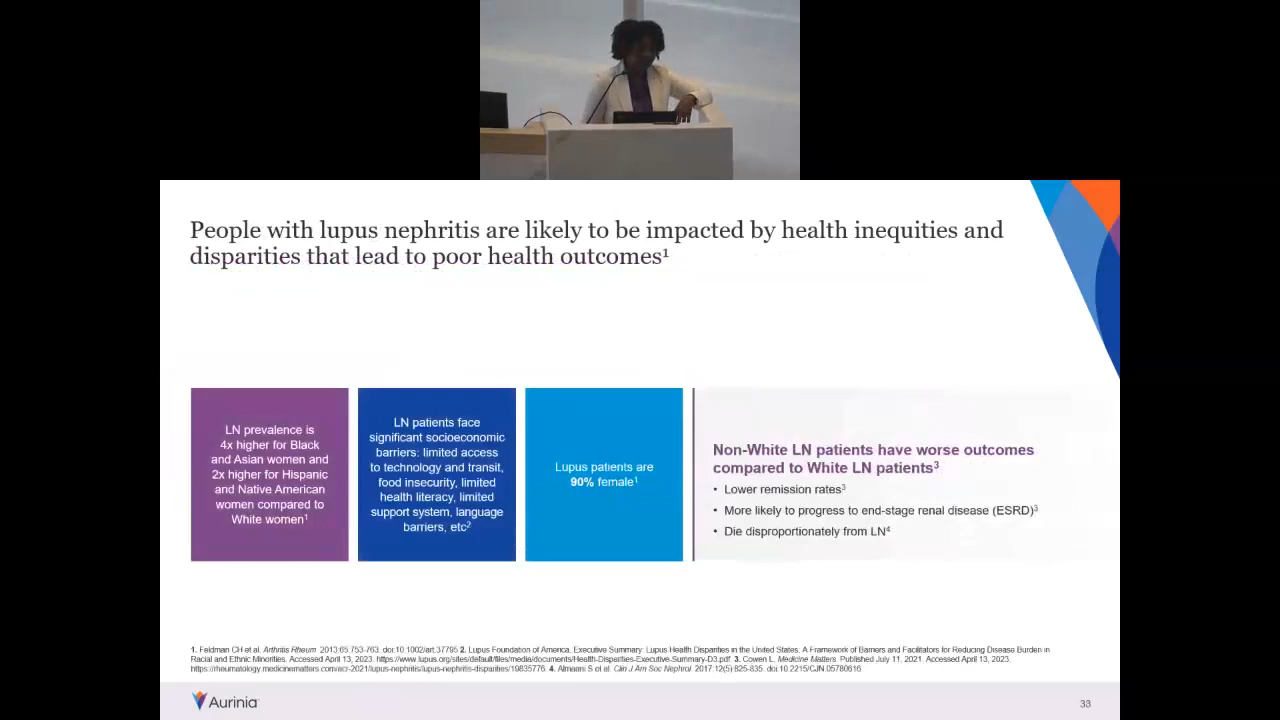 People with lupus nephritis are likely to be impacted by health inequities and
disparities that lead to poor health outcomes¹
LN prevalence is
4x higher for Black
and Asian women and
2x higher for Hispanic
and Native American
women compared to
White women¹
LN patients face
significant socioeconomic
barriers: limited access
to technology and transit,
food insecurity, limited
health literacy, limited
support system, language
barriers, etc²
Lupus patients are
90% female¹
Non-White LN patients have worse outcomes
compared to White LN patients³
• Lower remission rates³
• More likely to progress to end-stage renal disease (ESRD)³
• Die disproportionately from LN⁴
1. Feldman CH et al. Arthritis Rheum. 2013;65:753-763. doi:10.1002/art.37795 2. Lupus Foundation of America. Executive Summary: Lupus Health Disparities in the United States: A Framework of Barriers and Facilitators for Reducing Disease Burden in
Racial and Ethnic Minorities. Accessed April 13, 2023. https://www.lupus.org/sites/default/files/media/documents/Health-Disparities-Executive-Summary-D3.pdf 3. Cowen L. Medicine Matters. Published July 11, 2021. Accessed April 13, 2023.
https://rheumatology.medicinematters.com/acr-2021/lupus-nephritis/lupus-nephritis-disparities/19835776. 4. Almaani S et al. Clin J Am Soc Nephrol. 2017;12(5):825-835. doi:10.2215/CJN.05780616
Aurinia
33